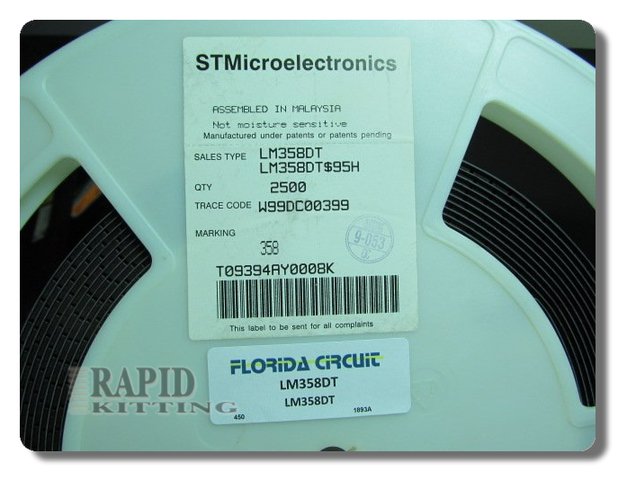 STMicroelectronics
ASSEMBLED IN MALAYSIA
Not moisture sensitive
Manufactured under patents or patents pending
SALES TYPE LM358DT
LM358DT$95H
QTY 2500
TRACE CODE W99DC00399
MARKING
358
9-053
T09394AY0008K
This label to be sent for all complaints
FLORIDA CIRCUIT
LM358DT
LM358DT
450 1893A
RAPID
KITTING